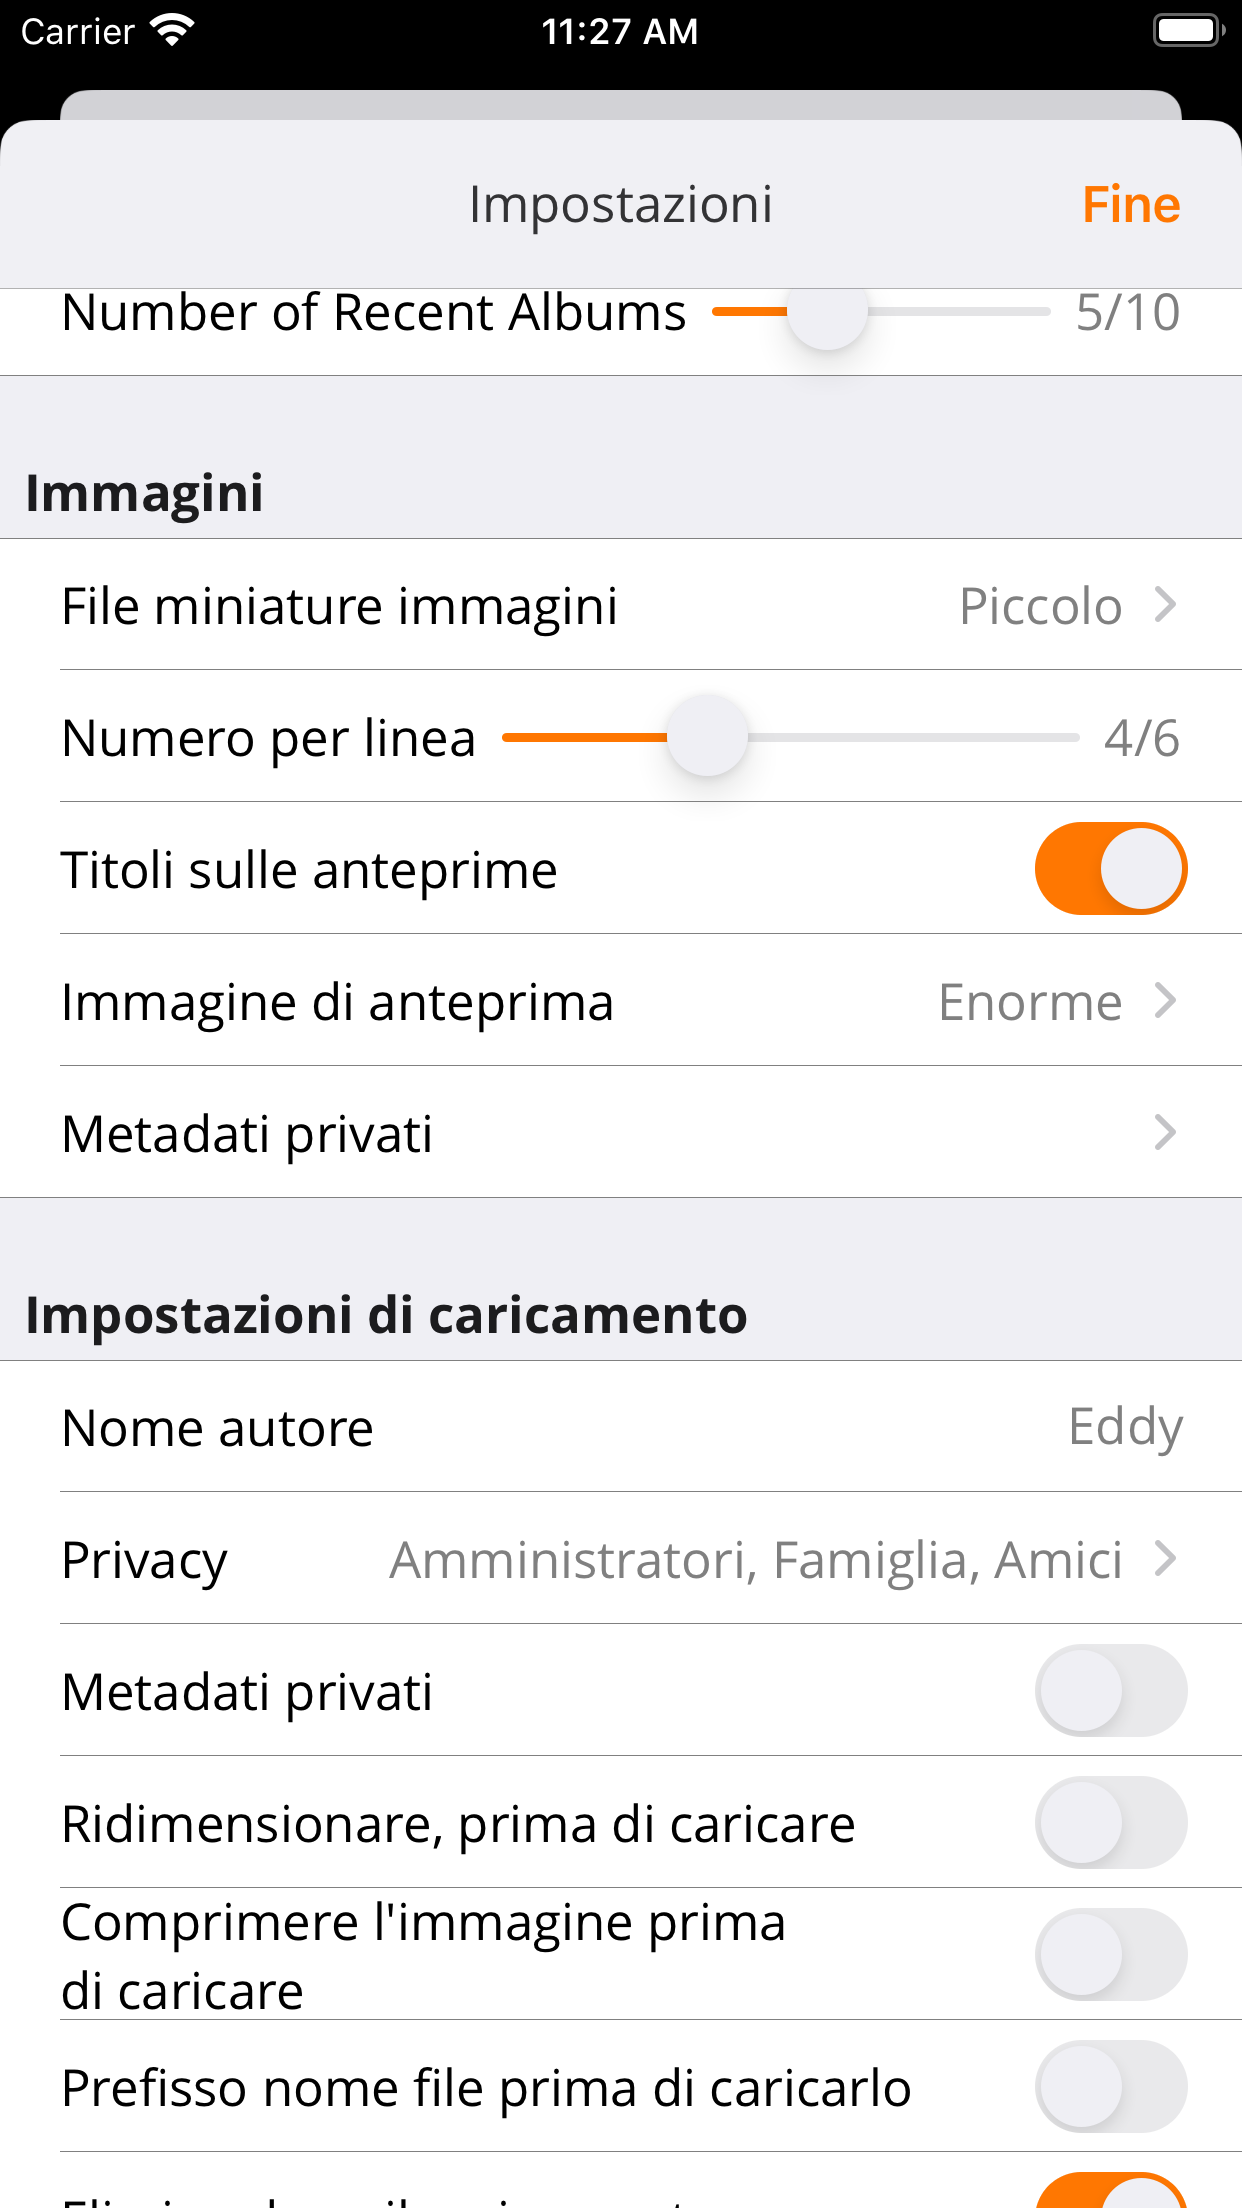 Carrier
11:27 AM
Impostazioni
Fine
Number of Recent Albums
5/10
Immagini
File miniature immagini
Piccolo
Numero per linea
4/6
Titoli sulle anteprime
Immagine di anteprima
Enorme
Metadati privati
Impostazioni di caricamento
Nome autore
Eddy
Privacy
Amministratori, Famiglia, Amici
Metadati privati
Ridimensionare, prima di caricare
Comprimere l'immagine prima
di caricare
Prefisso nome file prima di caricarlo